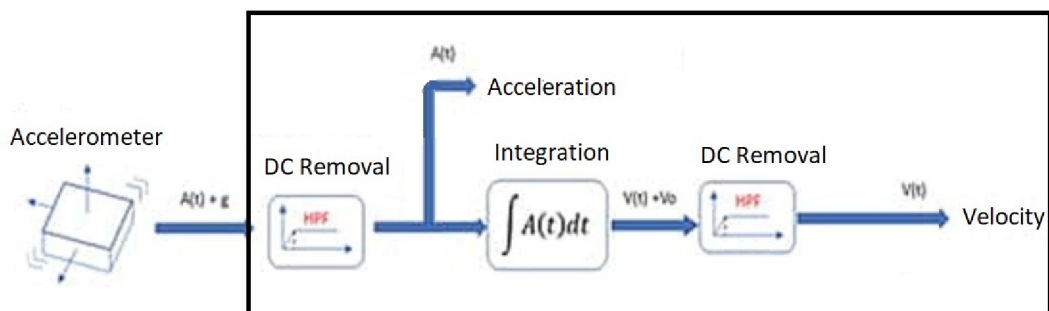 A(t)
Acceleration
Accelerometer
DC Removal
Integration
DC Removal
A(t) + g
HPF
∫A(t)dt
V(t) +Vo
HPF
V(t)
Velocity